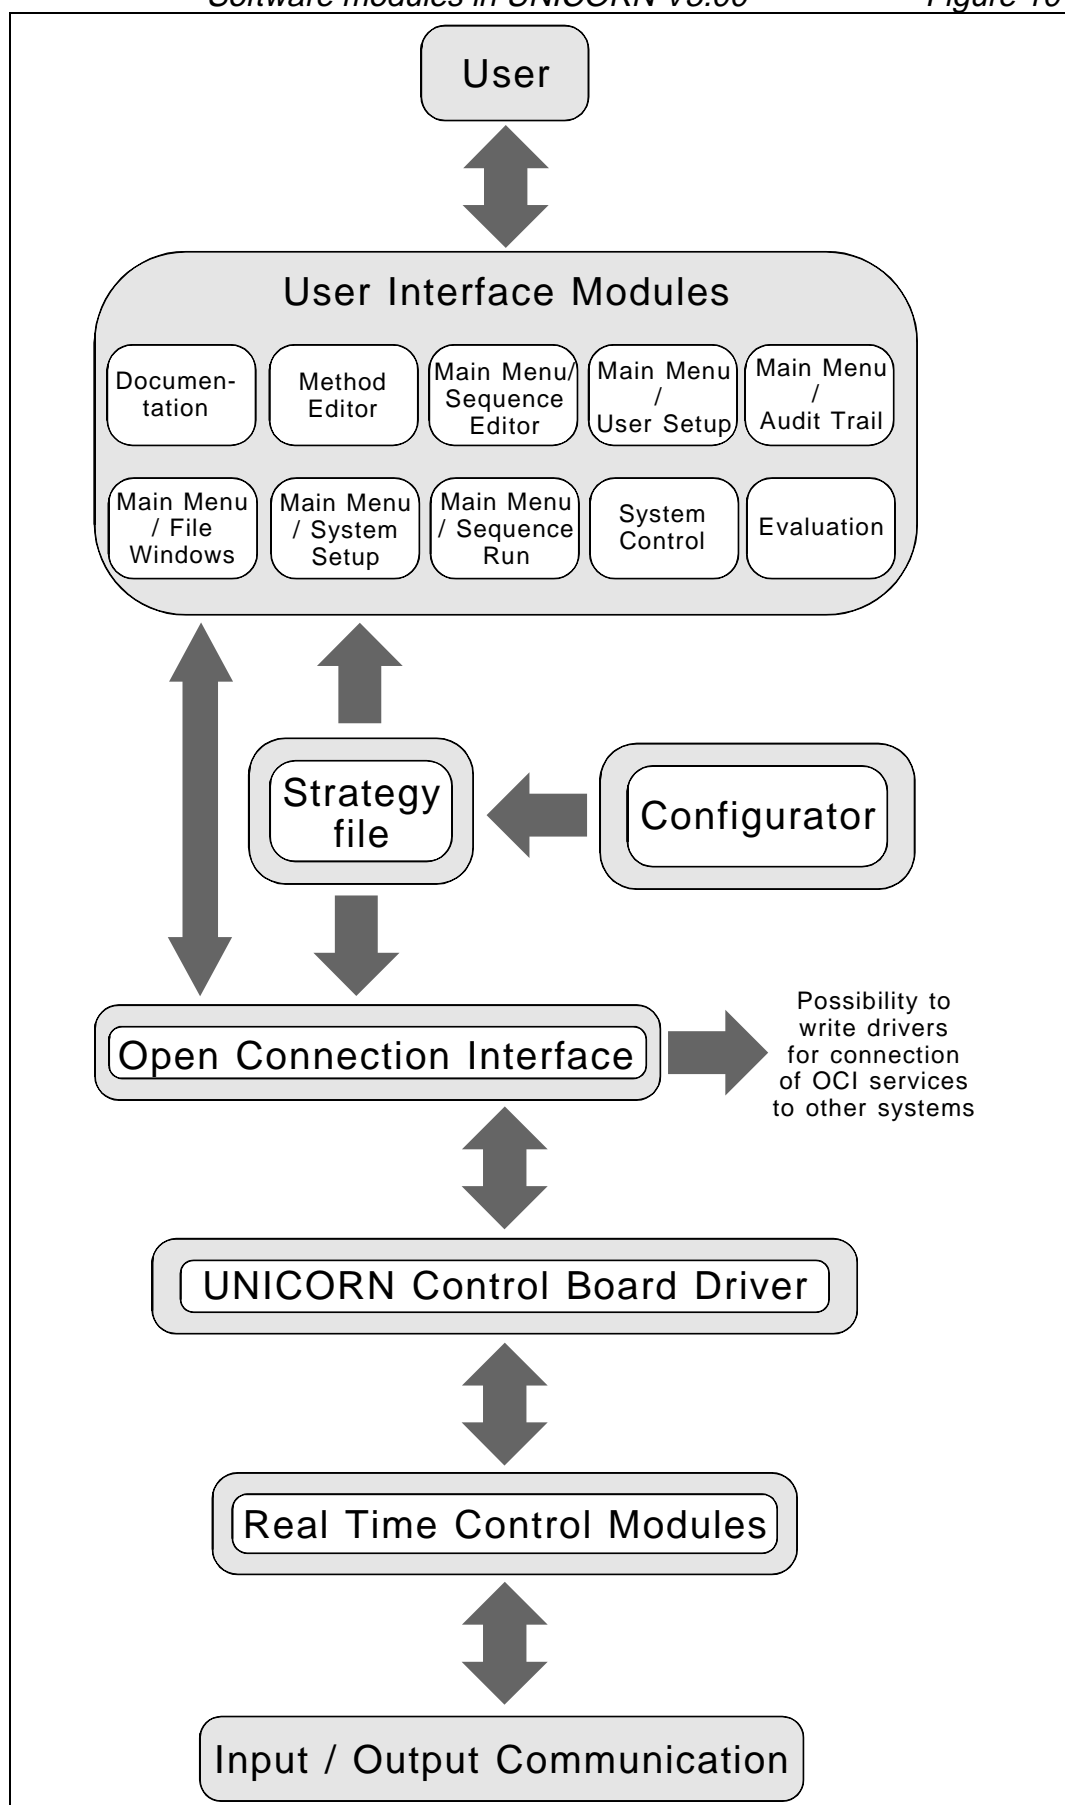 Software modules in UNICORN
Figure 10
User
User Interface Modules
Documen-
tation
Method
Editor
Main Menu/
Sequence
Editor
Main Menu
/
User Setup
Main Menu
/
Audit Trail
Main Menu
/ File
Windows
Main Menu
/ System
Setup
Main Menu
/ Sequence
Run
System
Control
Evaluation
Strategy
file
Configurator
Open Connection Interface
Possibility to
write drivers
for connection
of OCI services
to other systems
UNICORN Control Board Driver
Real Time Control Modules
Input / Output Communication